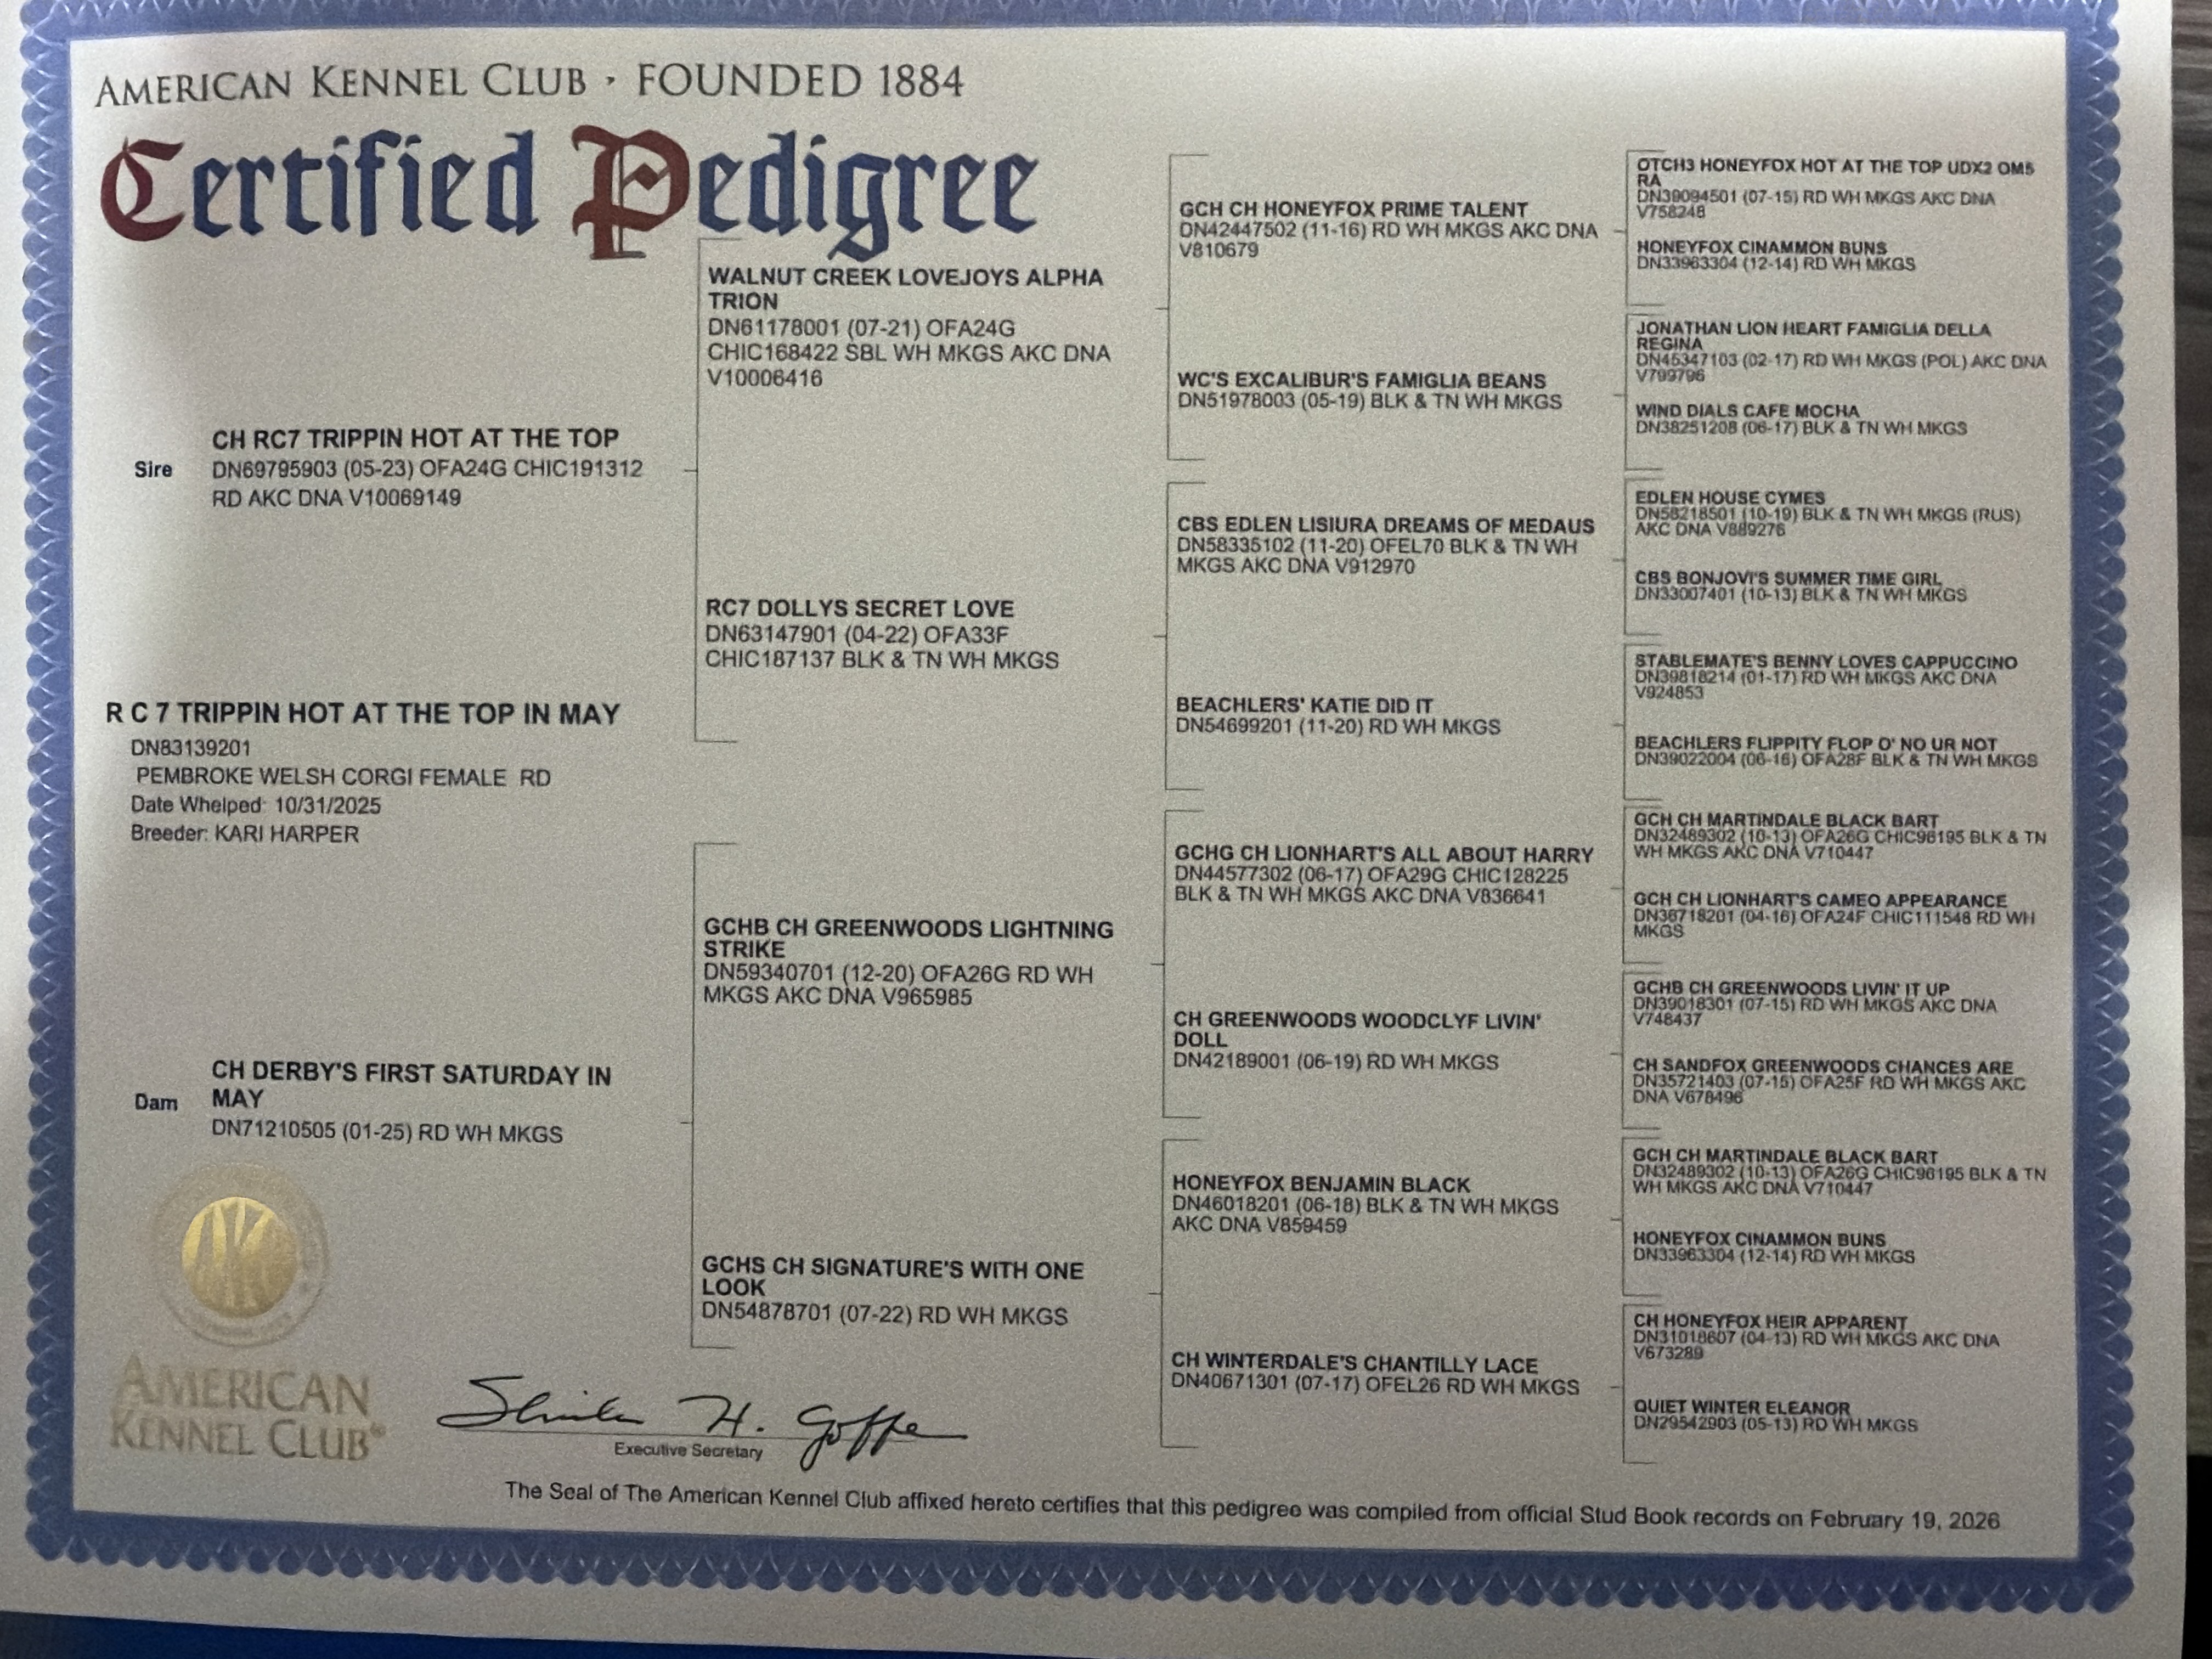 AMERICAN KENNEL CLUB · FOUNDED 1884
Certified Pedigree
Sire
CH RC7 TRIPPIN HOT AT THE TOP
DN69795903 (05-23) OFA24G CHIC191312
RD AKC DNA V10069149
R C 7 TRIPPIN HOT AT THE TOP IN MAY
DN83139201
PEMBROKE WELSH CORGI FEMALE RD
Date Whelped: 10/31/2025
Breeder: KARI HARPER
Dam
CH DERBY'S FIRST SATURDAY IN
MAY
DN71210505 (01-25) RD WH MKGS
WALNUT CREEK LOVEJOYS ALPHA
TRION
DN61178001 (07-21) OFA24G
CHIC168422 SBL WH MKGS AKC DNA
V10006416
RC7 DOLLYS SECRET LOVE
DN63147901 (04-22) OFA33F
CHIC187137 BLK & TN WH MKGS
GCHB CH GREENWOODS LIGHTNING
STRIKE
DN59340701 (12-20) OFA26G RD WH
MKGS AKC DNA V965985
GCHS CH SIGNATURE'S WITH ONE
LOOK
DN54878701 (07-22) RD WH MKGS
GCH CH HONEYFOX PRIME TALENT
DN42447502 (11-16) RD WH MKGS AKC DNA
V810679
WC'S EXCALIBUR'S FAMIGLIA BEANS
DN51978003 (05-19) BLK & TN WH MKGS
CBS EDLEN LISIURA DREAMS OF MEDAUS
DN58335102 (11-20) OFEL70 BLK & TN WH
MKGS AKC DNA V912970
BEACHLERS' KATIE DID IT
DN54699201 (11-20) RD WH MKGS
GCHG CH LIONHART'S ALL ABOUT HARRY
DN44577302 (06-17) OFA29G CHIC128225
BLK & TN WH MKGS AKC DNA V836641
CH GREENWOODS WOODCLYF LIVIN'
DOLL
DN42189001 (06-19) RD WH MKGS
HONEYFOX BENJAMIN BLACK
DN46018201 (06-18) BLK & TN WH MKGS
AKC DNA V859459
CH WINTERDALE'S CHANTILLY LACE
DN40671301 (07-17) OFEL26 RD WH MKGS
OTCH3 HONEYFOX HOT AT THE TOP UDX2 OM5
RA
DN39094501 (07-15) RD WH MKGS AKC DNA
V758248
HONEYFOX CINAMMON BUNS
DN33963304 (12-14) RD WH MKGS
JONATHAN LION HEART FAMIGLIA DELLA
REGINA
DN45347103 (02-17) RD WH MKGS (POL) AKC DNA
V799796
WIND DIALS CAFE MOCHA
DN38251208 (06-17) BLK & TN WH MKGS
EDLEN HOUSE CYMES
DN58218501 (10-19) BLK & TN WH MKGS (RUS)
AKC DNA V889276
CBS BONJOVI'S SUMMER TIME GIRL
DN33007401 (10-13) BLK & TN WH MKGS
STABLEMATE'S BENNY LOVES CAPPUCCINO
DN39818214 (01-17) RD WH MKGS AKC DNA
V924853
BEACHLERS FLIPPITY FLOP O' NO UR NOT
DN39022004 (06-16) OFA28F BLK & TN WH MKGS
GCH CH MARTINDALE BLACK BART
DN32489302 (10-13) OFA26G CHIC96195 BLK & TN
WH MKGS AKC DNA V710447
GCH CH LIONHART'S CAMEO APPEARANCE
DN36718201 (04-16) OFA24F CHIC111548 RD WH
MKGS
GCHB CH GREENWOODS LIVIN' IT UP
DN39018301 (07-15) RD WH MKGS AKC DNA
V748437
CH SANDFOX GREENWOODS CHANCES ARE
DN35721403 (07-15) OFA25F RD WH MKGS AKC
DNA V678496
GCH CH MARTINDALE BLACK BART
DN32489302 (10-13) OFA26G CHIC96195 BLK & TN
WH MKGS AKC DNA V710447
HONEYFOX CINAMMON BUNS
DN33963304 (12-14) RD WH MKGS
CH HONEYFOX HEIR APPARENT
DN31018607 (04-13) RD WH MKGS AKC DNA
V673289
QUIET WINTER ELEANOR
DN29542903 (05-13) RD WH MKGS
AKC
AMERICAN
KENNEL CLUB®
H. Goffe
Executive Secretary
The Seal of The American Kennel Club affixed hereto certifies that this pedigree was compiled from official Stud Book records on February 19, 2026